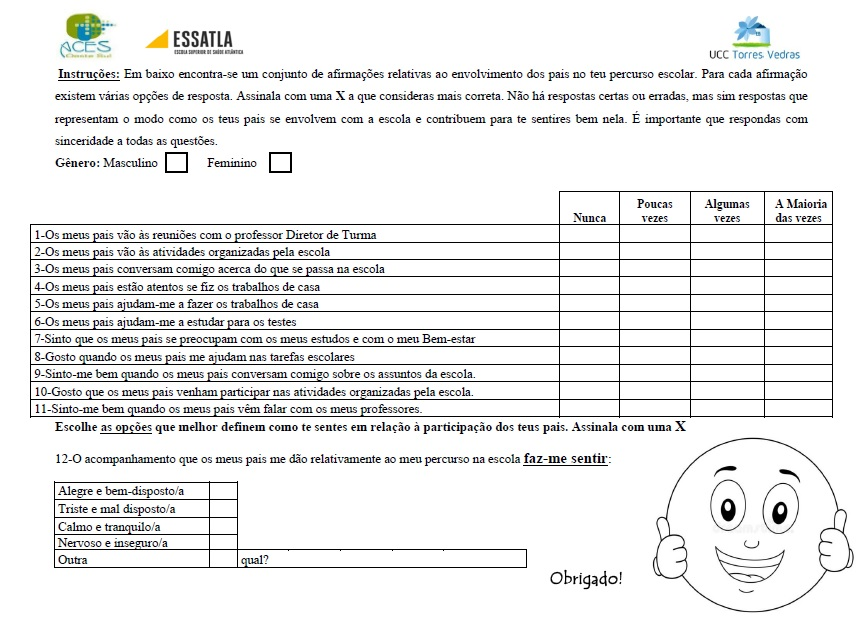 ACES
Oeste Sul
ESSATLA
ESCOLA SUPERIOR DE SAÚDE ATLÂNTICA
UCC Torres Vedras
Instruções: Em baixo encontra-se um conjunto de afirmações relativas ao envolvimento dos pais no teu percurso escolar. Para cada afirmação
existem várias opções de resposta. Assinala com uma X a que consideras mais correta. Não há respostas certas ou erradas, mas sim respostas que
representam o modo como os teus pais se envolvem com a escola e contribuem para te sentires bem nela. É importante que respondas com
sinceridade a todas as questões.
Gênero: Masculino Feminino
Nunca Poucas vezes Algumas vezes A Maioria das vezes
1-Os meus pais vão às reuniões com o professor Diretor de Turma
2-Os meus pais vão às atividades organizadas pela escola
3-Os meus pais conversam comigo acerca do que se passa na escola
4-Os meus pais estão atentos se fiz os trabalhos de casa
5-Os meus pais ajudam-me a fazer os trabalhos de casa
6-Os meus pais ajudam-me a estudar para os testes
7-Sinto que os meus pais se preocupam com os meus estudos e com o meu Bem-estar
8-Gosto quando os meus pais me ajudam nas tarefas escolares
9-Sinto-me bem quando os meus pais conversam comigo sobre os assuntos da escola.
10-Gosto que os meus pais venham participar nas atividades organizadas pela escola.
11-Sinto-me bem quando os meus pais vêm falar com os meus professores.
Escolhe as opções que melhor definem como te sentes em relação à participação dos teus pais. Assinala com uma X
12-O acompanhamento que os meus pais me dão relativamente ao meu percurso na escola faz-me sentir:
Alegre e bem-disposto/a
Triste e mal disposto/a
Calmo e tranquilo/a
Nervoso e inseguro/a
Outra qual?
Obrigado!